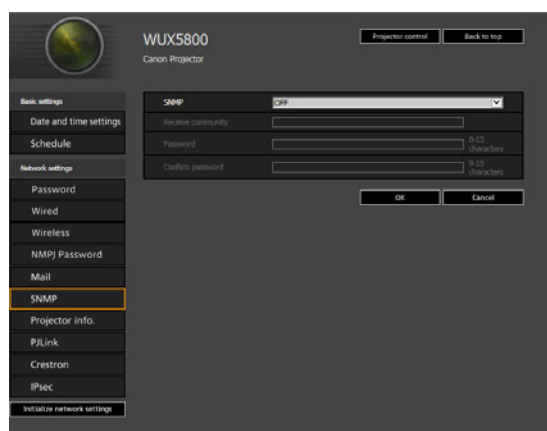 WUX5800
Canon Projector
Projector control
Back to top
Basic settings
Date and time settings
Schedule
Network settings
Password
Wired
Wireless
NMPJ Password
Mail
SNMP
Projector info.
PJLink
Crestron
IPsec
Initialize network settings
SNMP OFF
Receive community
Password 8-15 characters
Confirm password 8-15 characters
OK
Cancel